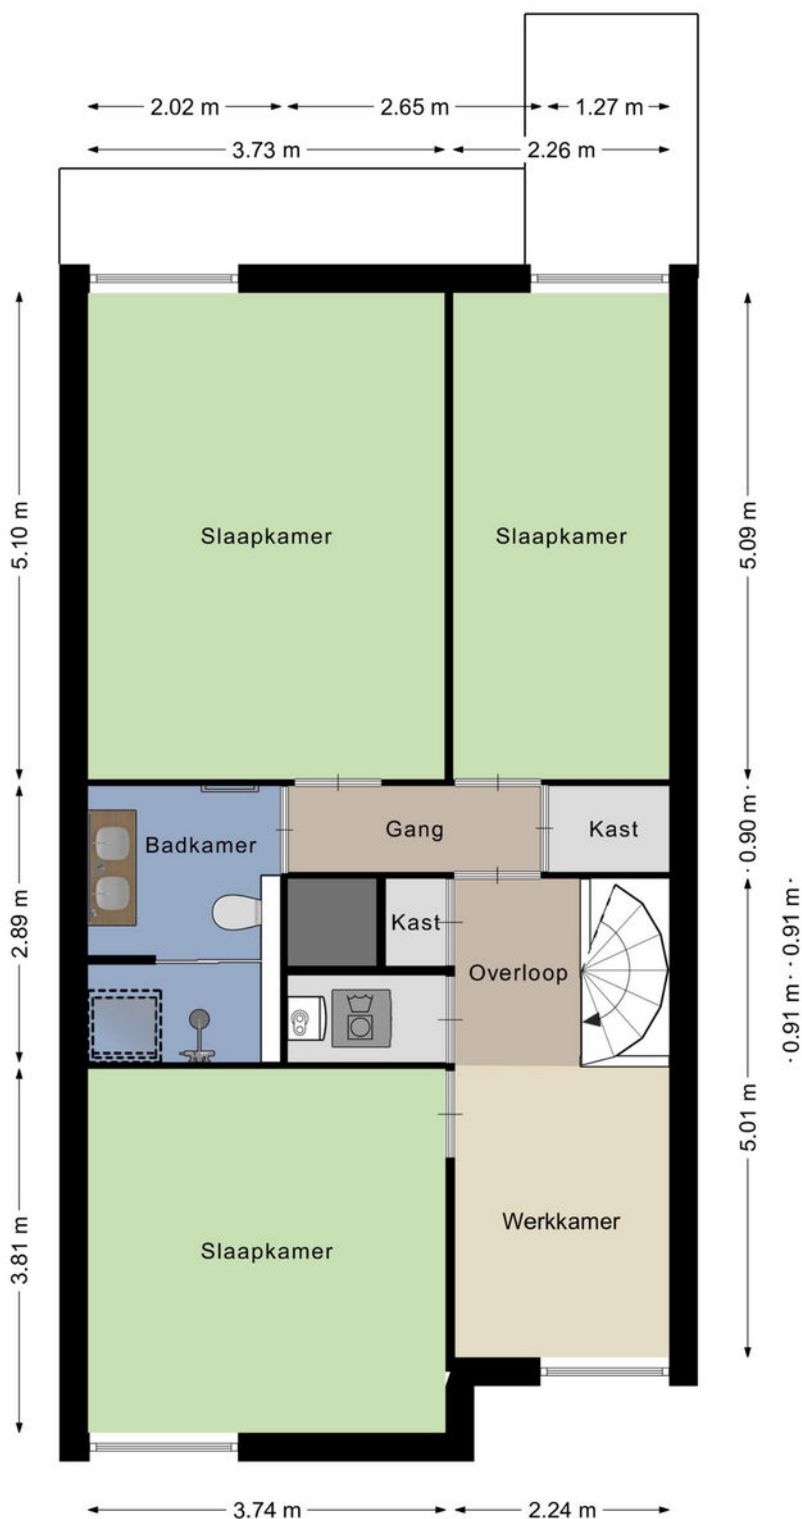 2.02 m 2.65 m 1.27 m
3.73 m 2.26 m
5.10 m
5.09 m
Slaapkamer Slaapkamer
Badkamer Gang Kast
0.90 m
2.89 m
Kast
Overloop
0.91 m
0.91 m
5.01 m
3.81 m
Werkkamer
Slaapkamer
3.74 m 2.24 m